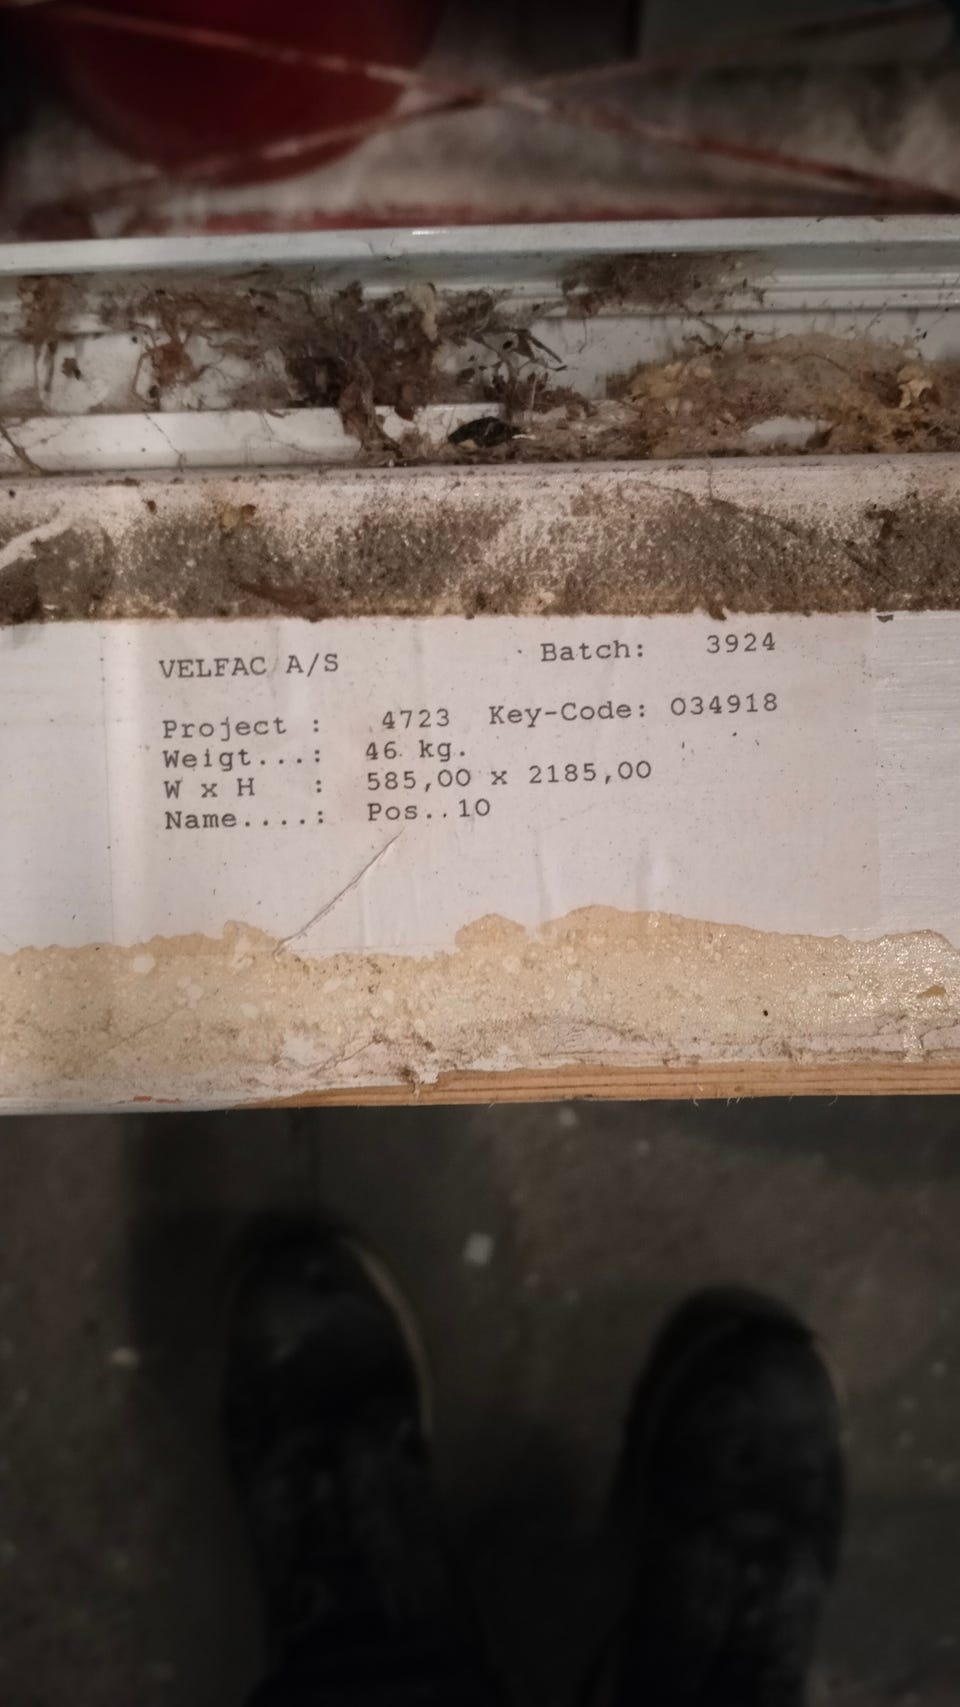 VELFAC A/S Batch: 3924
Project : 4723 Key-Code: 034918
Weigt...: 46 kg.
W x H : 585,00 x 2185,00
Name....: Pos..10